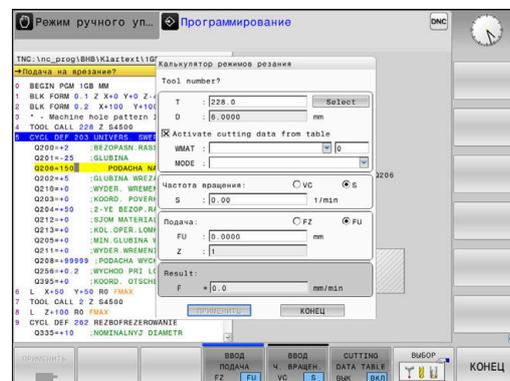 Режим ручного уп...
Программирование
DNC
TNC:\nc_prog\BHB\Klartext\1G
→Подача на врезание?
0 BEGIN PGM 1GB MM
1 BLK FORM 0.1 Z X+0 Y+0 Z-
2 BLK FORM 0.2 X+100 Y+10
3 * - Machine hole pattern I
4 TOOL CALL 228 Z S4500
5 CYCL DEF 203 UNIVERS. SWE
Q200=+2 ;BEZOPASN.RASS
Q201=-25 ;GLUBINA
Q206=150 PODACHA NA
Q202=+5 ;GLUBINA WREZA
Q210=+0 ;WYDER. WREMEN
Q203=+0 ;KOORD. POVERH
Q204=+50 ;2-YE BEZOP.RA
Q212=+0 ;SJOM MATERIAL
Q213=+0 ;KOL.OPER.LOMK
Q205=+0 ;MIN.GLUBINA W
Q211=+0 ;WYDER.WREMENI
Q208=+99999 ;PODACHA WYCH
Q256=+0.2 ;WYCHOD PRI LO
Q395=+0 ;KOORD. OTSCHE
6 L X+50 Y+50 R0 FMAX
7 TOOL CALL 2 Z S4500
8 L Z+100 R0 FMAX
9 CYCL DEF 262 REZBOFREZEROWANIE
Q335=+10 ;NOMINALNYJ DIAMETR
Калькулятор режимов резания
Tool number?
T : 228.0 Select
D : 6.0000 mm
Activate cutting data from table
WMAT : 0
MODE :
Частота вращения: VC S
S : 0.00 1/min
Подача: FZ FU
FU : 0.0000 mm
Z : 1
Result:
F = 0.0 mm/min
ПРИМЕНИТЬ КОНЕЦ
Q206
ПРИМЕНИТЬ
ВВОД
ПОДАЧА
FZ FU
ВВОД
Ч. ВРАЩЕН.
VC S
CUTTING
DATA TABLE
ВЫК ВКЛ
ВЫБОР
КОНЕЦ